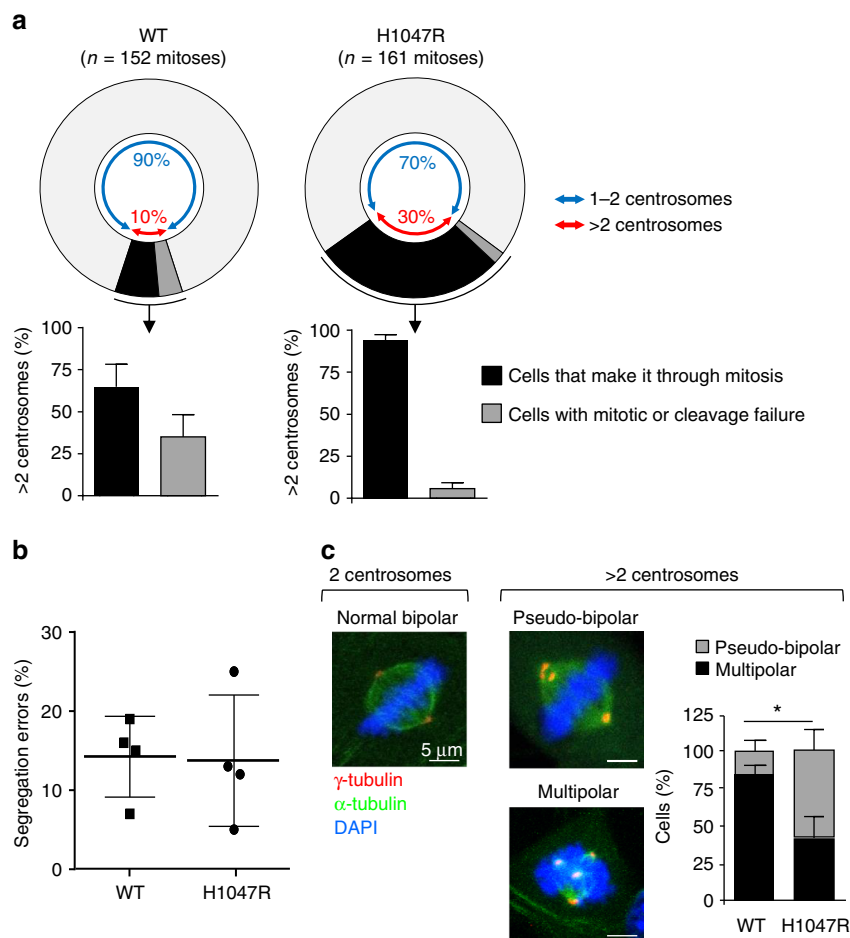 a
WT
(n = 152 mitoses)
H1047R
(n = 161 mitoses)
90%
10%
70%
30%
1–2 centrosomes
>2 centrosomes
>2 centrosomes (%)
100
75
50
25
0
>2 centrosomes (%)
100
75
50
25
0
Cells that make it through mitosis
Cells with mitotic or cleavage failure
b
Segregation errors (%)
30
20
10
0
WT
H1047R
c
2 centrosomes
>2 centrosomes
Normal bipolar
Pseudo-bipolar
5 μm
γ-tubulin
α-tubulin
DAPI
Multipolar
Pseudo-bipolar
Multipolar
Cells (%)
125
100
75
50
25
0
*
WT
H1047R